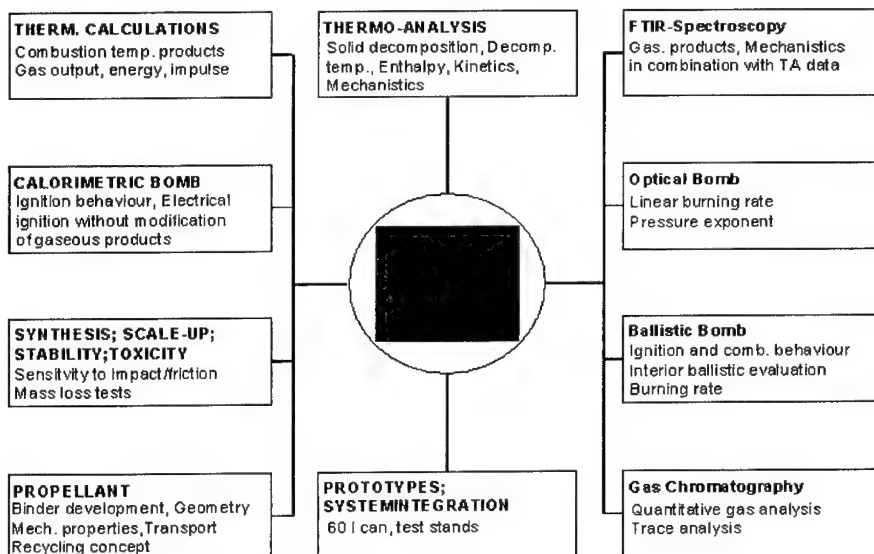 THERM. CALCULATIONS
Combustion temp. products
Gas output, energy, impulse
THERMO-ANALYSIS
Solid decomposition, Decomp.
temp., Enthalpy, Kinetics,
Mechanistics
FTIR-Spectroscopy
Gas. products, Mechanistics
in combination with TA data
CALORIMETRIC BOMB
Ignition behaviour, Electrical
ignition without modification
of gaseous products
Optical Bomb
Linear burning rate
Pressure exponent
SYNTHESIS; SCALE-UP;
STABILITY;TOXICITY
Sensitivity to impact/friction
Mass loss tests
Ballistic Bomb
Ignition and comb. behaviour
Interior ballistic evaluation
Burning rate
PROPELLANT
Binder development, Geometry
Mech. properties,Transport
Recycling concept
PROTOTYPES;
SYSTEMINTEGRATION
60 l can, test stands
Gas Chromatography
Quantitative gas analysis
Trace analysis